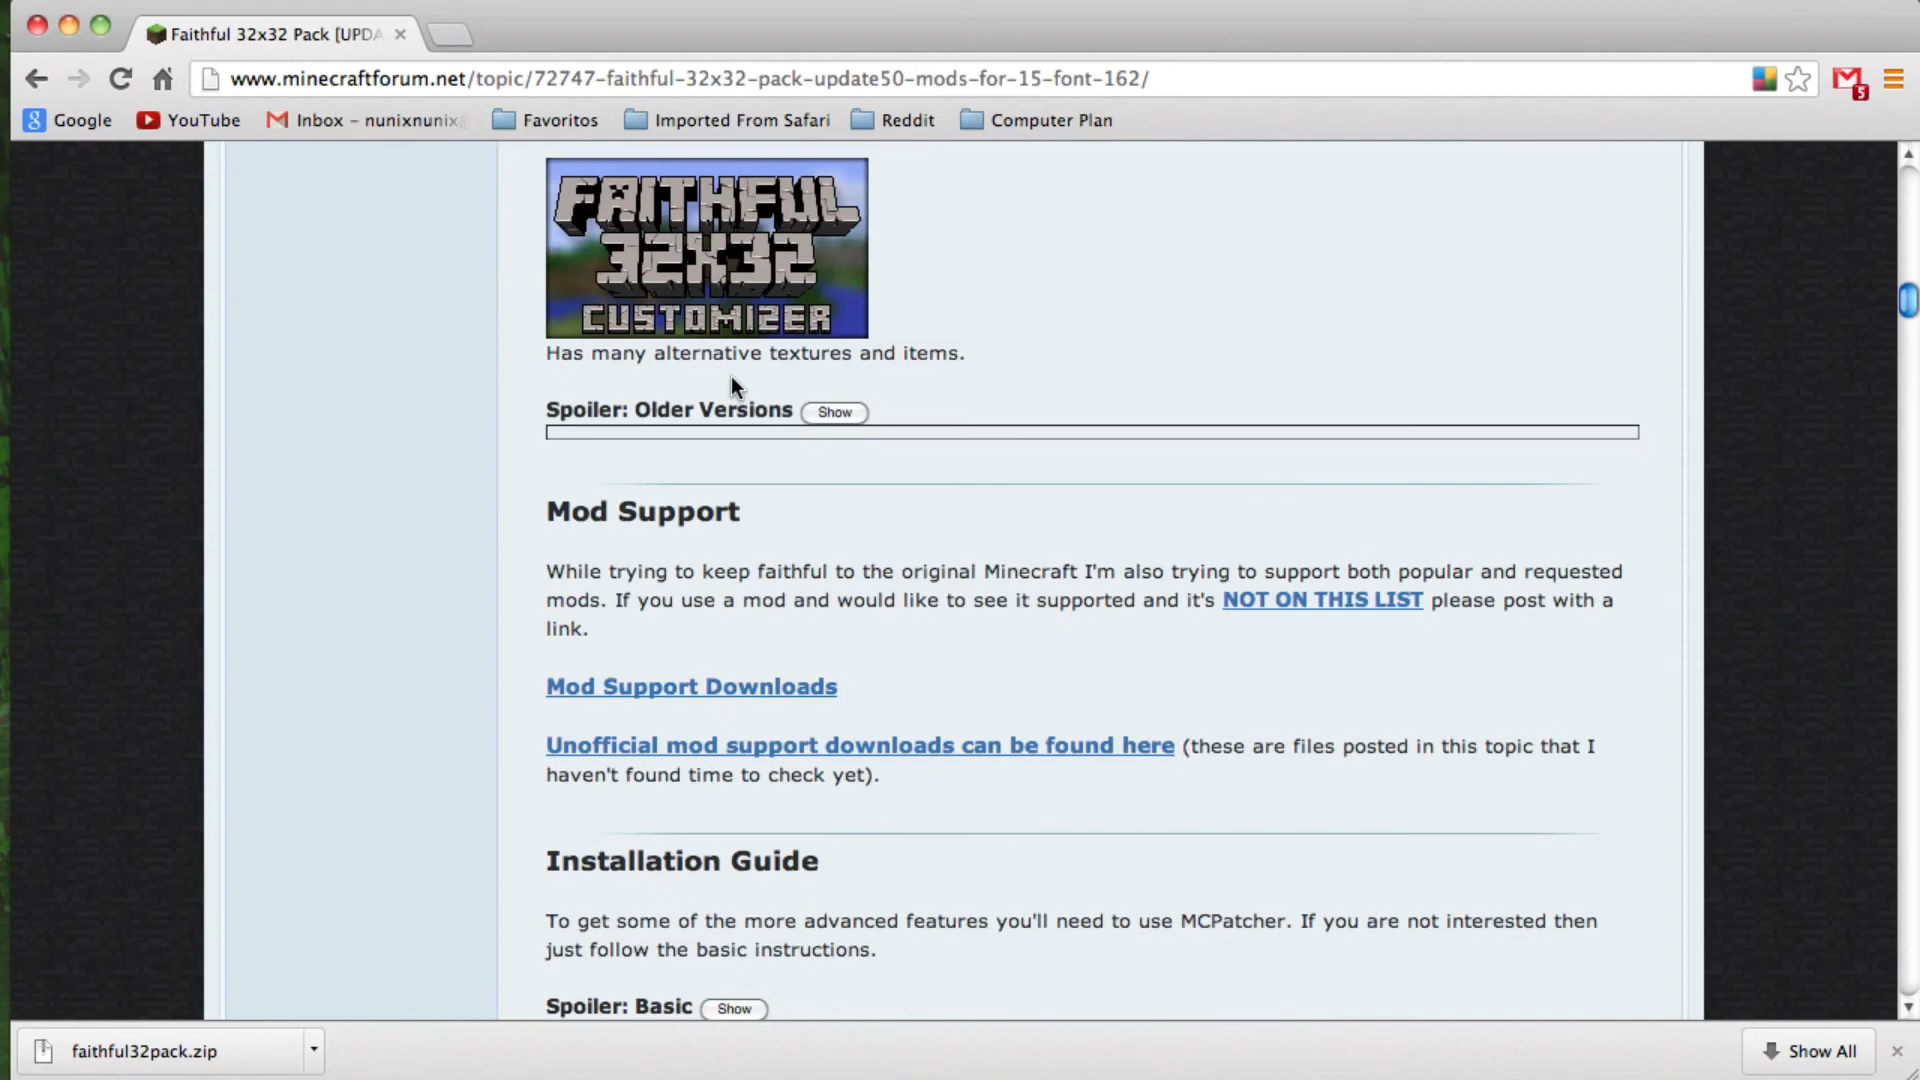 Faithful 32x32 Pack [UPDA
www.minecraftforum.net/topic/72747-faithful-32x32-pack-update50-mods-for-15-font-162/
5
Google
YouTube
Inbox – nunixnunix@
Favoritos
Imported From Safari
Reddit
Computer Plan
FAITHFUL
32X32
CUSTOMIZER
Has many alternative textures and items.
Spoiler: Older Versions Show
Mod Support
While trying to keep faithful to the original Minecraft I'm also trying to support both popular and requested
mods. If you use a mod and would like to see it supported and it's NOT ON THIS LIST please post with a
link.
Mod Support Downloads
Unofficial mod support downloads can be found here (these are files posted in this topic that I
haven't found time to check yet).
Installation Guide
To get some of the more advanced features you'll need to use MCPatcher. If you are not interested then
just follow the basic instructions.
Spoiler: Basic Show
faithful32pack.zip
Show All